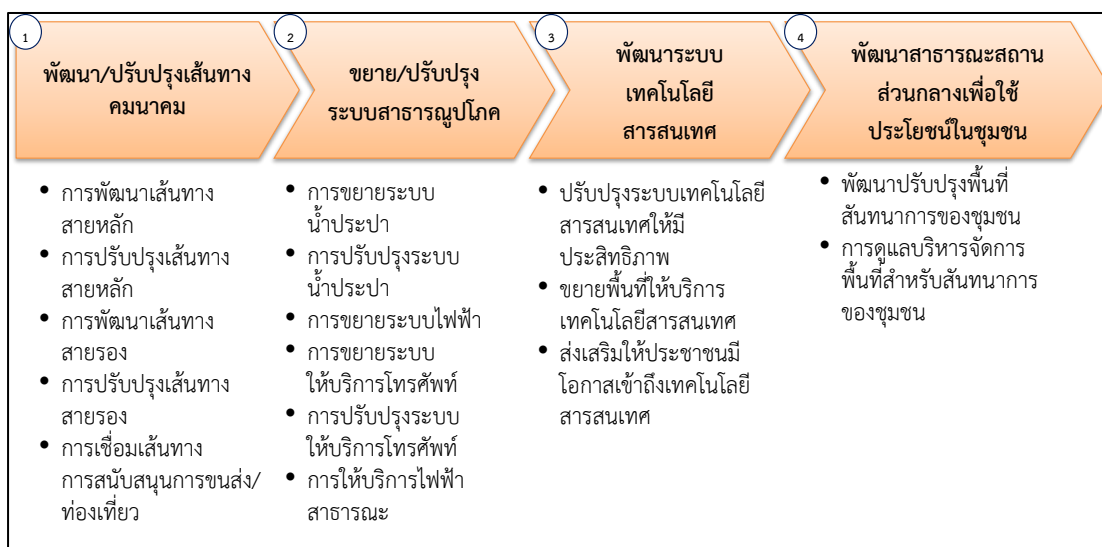 1
พัฒนา/ปรับปรุงเส้นทาง
คมนาคม
2
ขยาย/ปรับปรุง
ระบบสาธารณูปโภค
3
พัฒนาระบบ
เทคโนโลยี
สารสนเทศ
4
พัฒนาสาธารณะสถาน
ส่วนกลางเพื่อใช้
ประโยชน์ในชุมชน
• การพัฒนาเส้นทาง
สายหลัก
• การปรับปรุงเส้นทาง
สายหลัก
• การพัฒนาเส้นทาง
สายรอง
• การปรับปรุงเส้นทาง
สายรอง
• การเชื่อมเส้นทาง
การสนับสนุนการขนส่ง/
ท่องเที่ยว
• การขยายระบบ
น้ำประปา
• การปรับปรุงระบบ
น้ำประปา
• การขยายระบบไฟฟ้า
• การขยายระบบ
ให้บริการโทรศัพท์
• การปรับปรุงระบบ
ให้บริการโทรศัพท์
• การให้บริการไฟฟ้า
สาธารณะ
• ปรับปรุงระบบเทคโนโลยี
สารสนเทศให้มี
ประสิทธิภาพ
• ขยายพื้นที่ให้บริการ
เทคโนโลยีสารสนเทศ
• ส่งเสริมให้ประชาชนมี
โอกาสเข้าถึงเทคโนโลยี
สารสนเทศ
• พัฒนาปรับปรุงพื้นที่
สันทนาการของชุมชน
• การดูแลบริหารจัดการ
พื้นที่สำหรับสันทนาการ
ของชุมชน